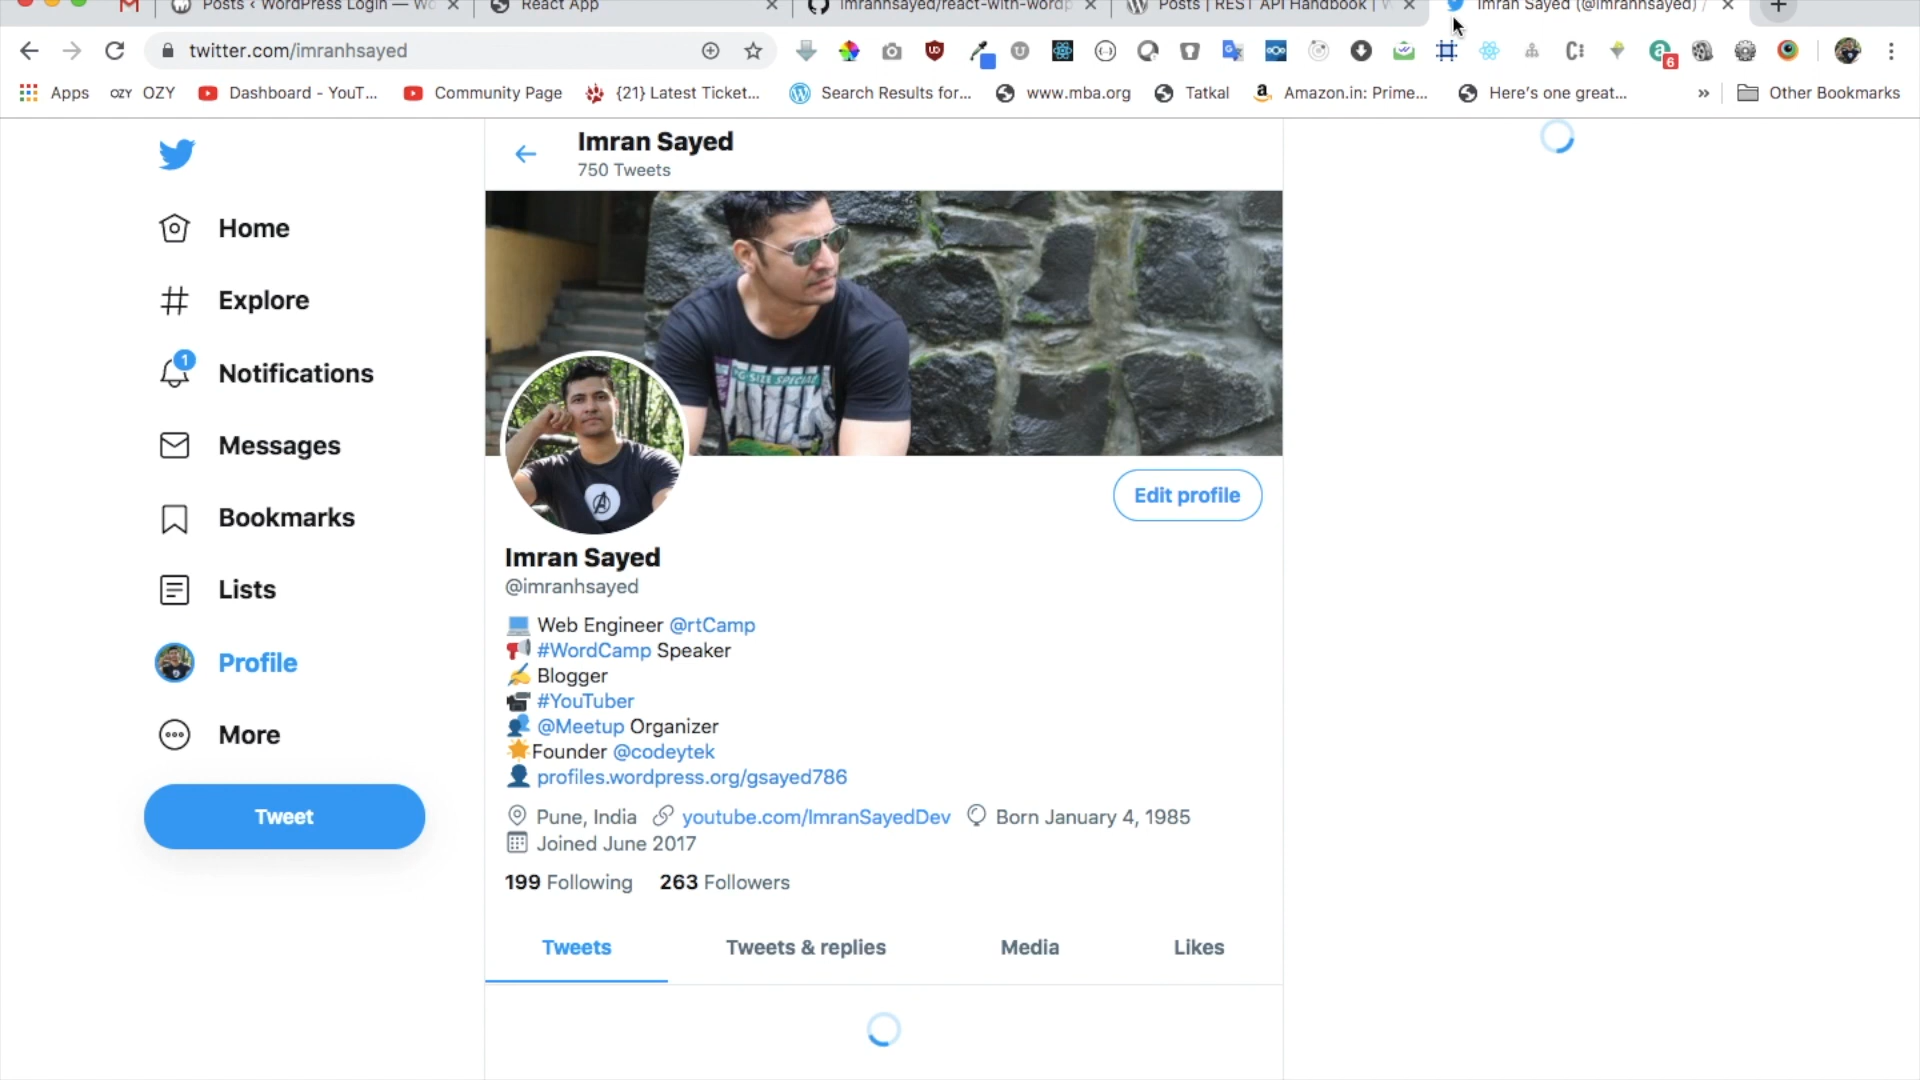 Posts ‹ WordPress Login — Wo
React App
imranhsayed/react-with-wordp
Posts | REST API Handbook | W
Imran Sayed (@imranhsayed) /
twitter.com/imranhsayed
6
Apps
OZY OZY
Dashboard - YouT...
Community Page
{21} Latest Ticket...
Search Results for...
www.mba.org
Tatkal
Amazon.in: Prime...
Here's one great...
»
Other Bookmarks
Imran Sayed
750 Tweets
Home
Explore
1
Notifications
Messages
Bookmarks
Lists
Profile
More
Tweet
Edit profile
Imran Sayed
@imranhsayed
Web Engineer @rtCamp
#WordCamp Speaker
Blogger
#YouTuber
@Meetup Organizer
Founder @codeytek
profiles.wordpress.org/gsayed786
Pune, India youtube.com/ImranSayedDev Born January 4, 1985
Joined June 2017
199 Following 263 Followers
Tweets Tweets & replies Media Likes